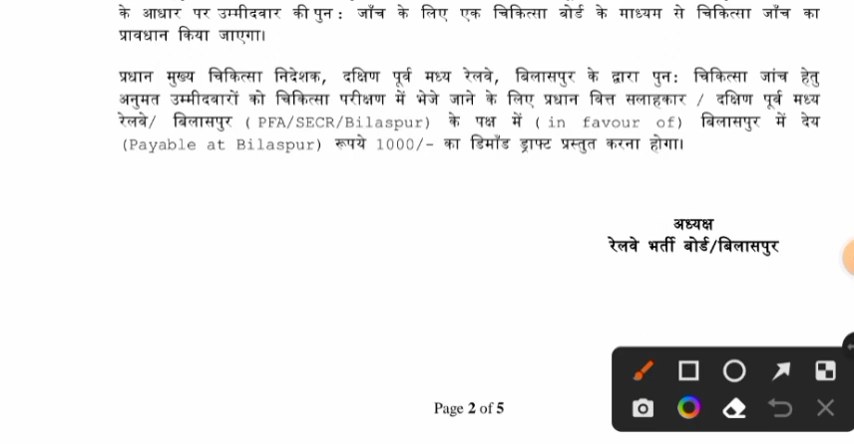 के आधार पर उम्मीदवार की पुन: जाँच के लिए एक चिकित्सा बोर्ड के माध्यम से चिकित्सा जाँच का
प्रावधान किया जाएगा।
प्रधान मुख्य चिकित्सा निदेशक, दक्षिण पूर्व मध्य रेलवे, बिलासपुर के द्वारा पुन: चिकित्सा जांच हेतु
अनुमत उम्मीदवारों को चिकित्सा परीक्षण में भेजे जाने के लिए प्रधान वित्त सलाहकार / दक्षिण पूर्व मध्य
रेलवे/ बिलासपुर ( PFA/SECR/Bilaspur) के पक्ष में ( in favour of) बिलासपुर में देय
(Payable at Bilaspur) रूपये 1000/- का डिमाँड ड्राफ्ट प्रस्तुत करना होगा।
अध्यक्ष
रेलवे भर्ती बोर्ड/बिलासपुर
Page 2 of 5